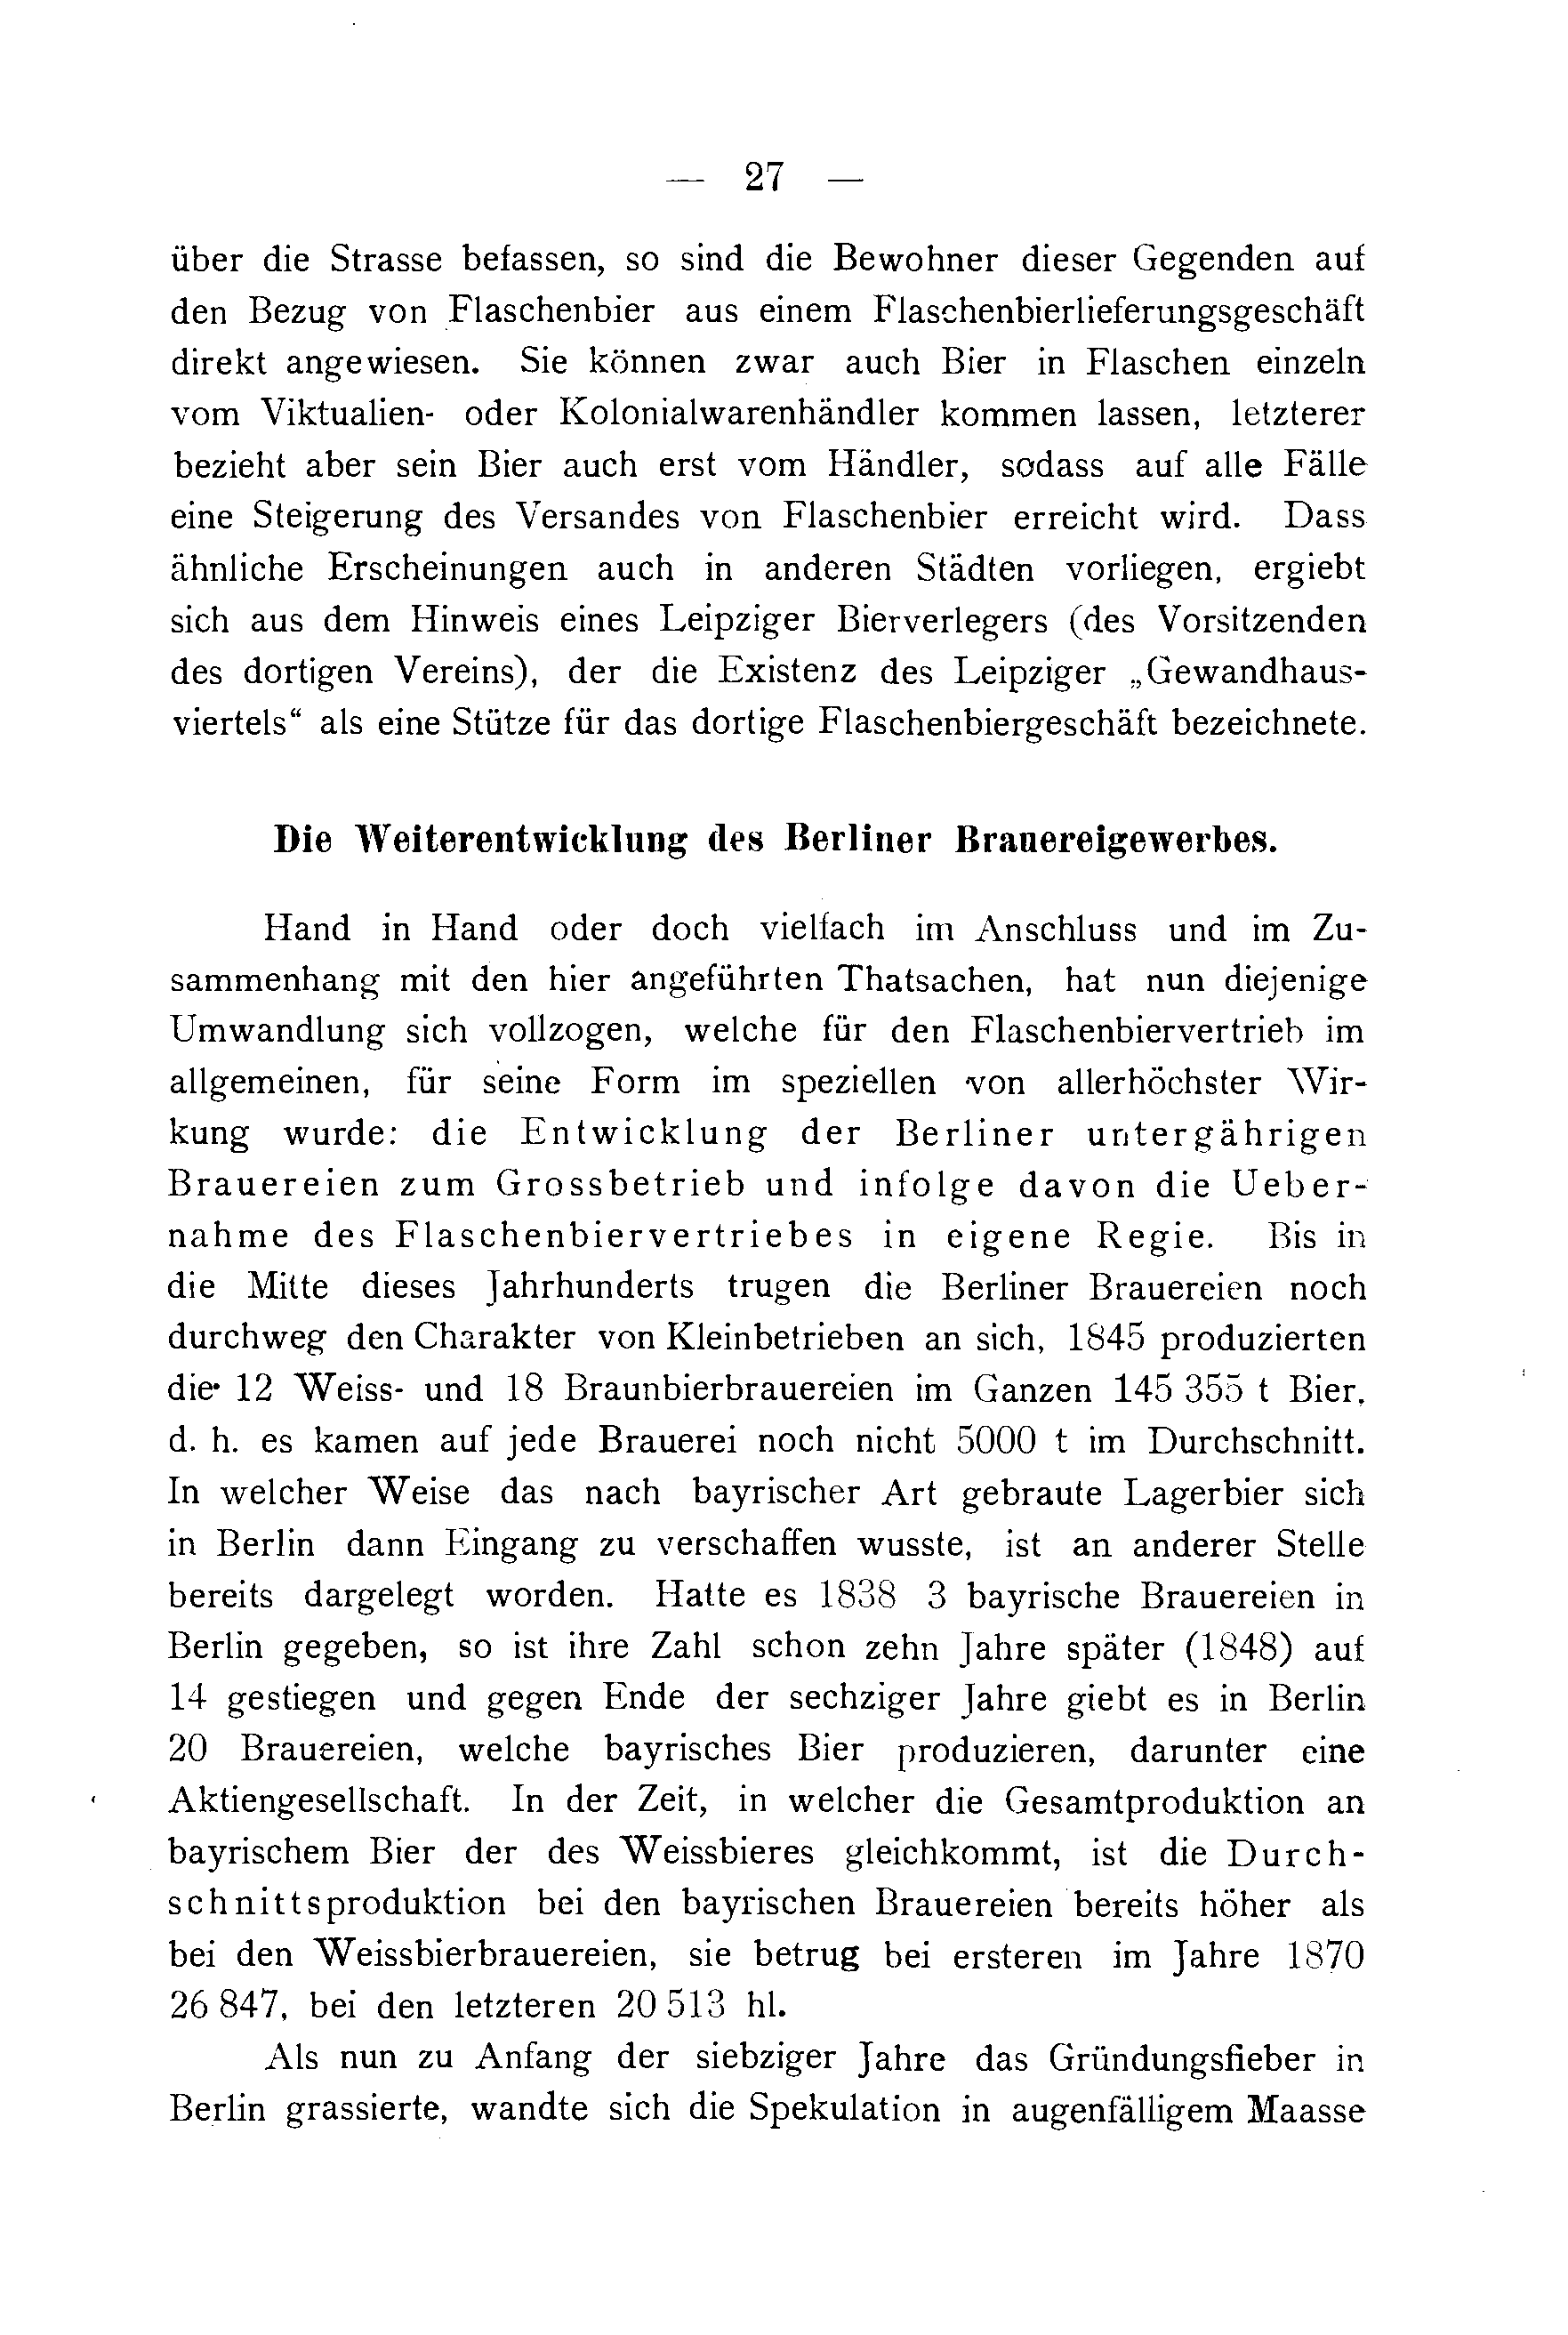 — 27 —
über die Strasse befassen, so sind die Bewohner dieser Gegenden auf
den Bezug von Flaschenbier aus einem Flaschenbierlieferungsgeschäft
direkt angewiesen. Sie können zwar auch Bier in Flaschen einzeln
vom Viktualien- oder Kolonialwarenhändler kommen lassen, letzterer
bezieht aber sein Bier auch erst vom Händler, sodass auf alle Fälle
eine Steigerung des Versandes von Flaschenbier erreicht wird. Dass
ähnliche Erscheinungen auch in anderen Städten vorliegen, ergiebt
sich aus dem Hinweis eines Leipziger Bierverlegers (des Vorsitzenden
des dortigen Vereins), der die Existenz des Leipziger „Gewandhaus-
viertels“ als eine Stütze für das dortige Flaschenbiergeschäft bezeichnete.
Die Weiterentwicklung des Berliner Brauereigewerbes.
Hand in Hand oder doch vielfach im Anschluss und im Zu-
sammenhang mit den hier angeführten Thatsachen, hat nun diejenige
Umwandlung sich vollzogen, welche für den Flaschenbiervertrieb im
allgemeinen, für seine Form im speziellen von allerhöchster Wir-
kung wurde: die Entwicklung der Berliner untergährigen
Brauereien zum Grossbetrieb und infolge davon die Ueber-
nahme des Flaschenbiervertriebes in eigene Regie. Bis in
die Mitte dieses Jahrhunderts trugen die Berliner Brauereien noch
durchweg den Charakter von Kleinbetrieben an sich, 1845 produzierten
die 12 Weiss- und 18 Braunbierbrauereien im Ganzen 145 355 t Bier,
d. h. es kamen auf jede Brauerei noch nicht 5000 t im Durchschnitt.
In welcher Weise das nach bayrischer Art gebraute Lagerbier sich
in Berlin dann Eingang zu verschaffen wusste, ist an anderer Stelle
bereits dargelegt worden. Hatte es 1838 3 bayrische Brauereien in
Berlin gegeben, so ist ihre Zahl schon zehn Jahre später (1848) auf
14 gestiegen und gegen Ende der sechziger Jahre giebt es in Berlin
20 Brauereien, welche bayrisches Bier produzieren, darunter eine
Aktiengesellschaft. In der Zeit, in welcher die Gesamtproduktion an
bayrischem Bier der des Weissbieres gleichkommt, ist die Durch-
schnittsproduktion bei den bayrischen Brauereien bereits höher als
bei den Weissbierbrauereien, sie betrug bei ersteren im Jahre 1870
26 847, bei den letzteren 20 513 hl.
Als nun zu Anfang der siebziger Jahre das Gründungsfieber in
Berlin grassierte, wandte sich die Spekulation in augenfälligem Maasse